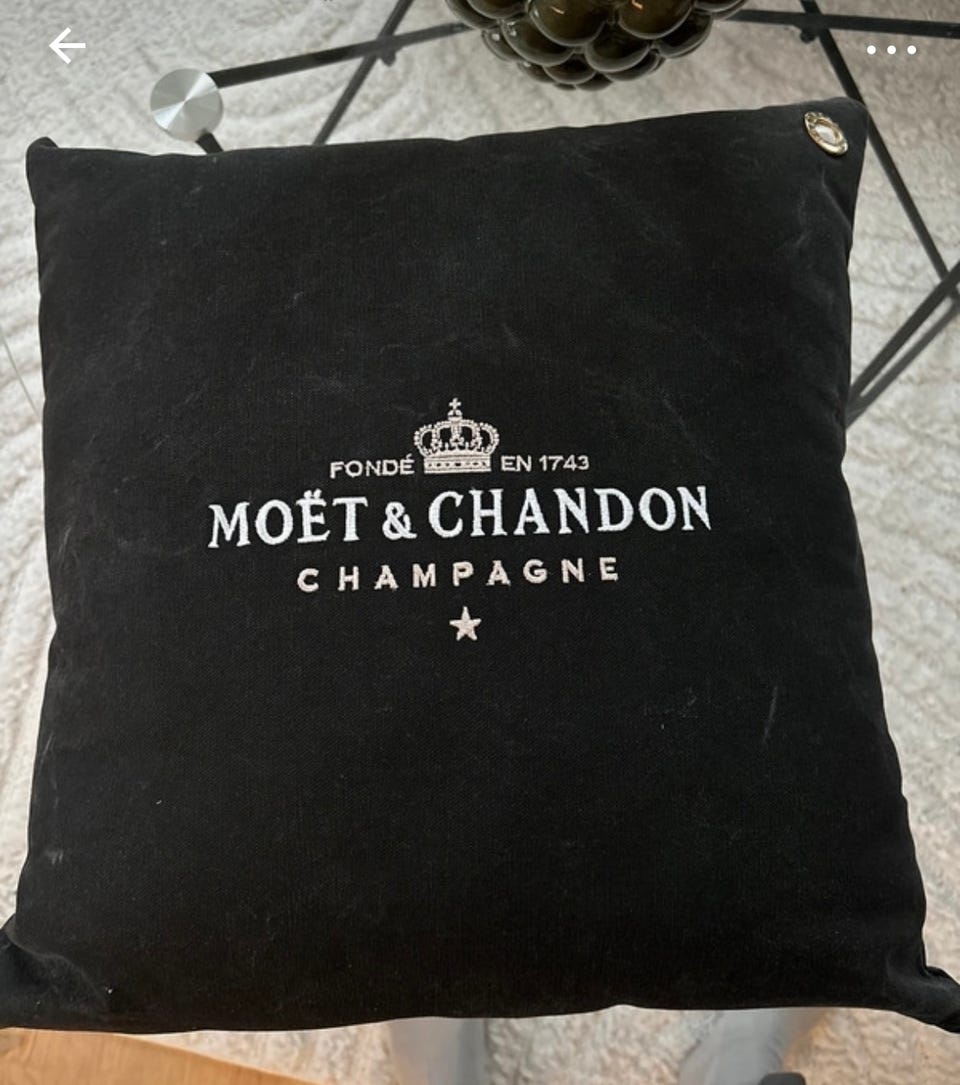 FONDÉ EN 1743
MOËT & CHANDON
CHAMPAGNE